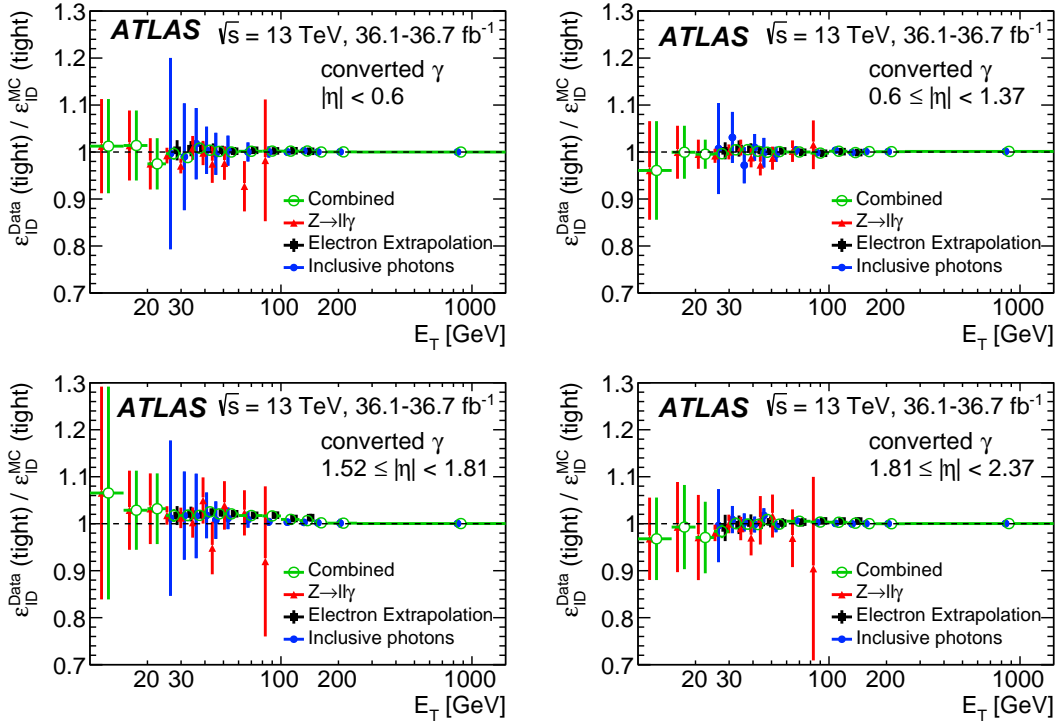 ATLAS √s = 13 TeV, 36.1-36.7 fb⁻¹
converted γ
|η| < 0.6
Combined
Z→llγ
Electron Extrapolation
Inclusive photons
ε_ID^Data (tight) / ε_ID^MC (tight)
1.3
1.2
1.1
1
0.9
0.8
0.7
20 30 100 200 1000
E_T [GeV]
ATLAS √s = 13 TeV, 36.1-36.7 fb⁻¹
converted γ
0.6 ≤ |η| < 1.37
Combined
Z→llγ
Electron Extrapolation
Inclusive photons
ε_ID^Data (tight) / ε_ID^MC (tight)
1.3
1.2
1.1
1
0.9
0.8
0.7
20 30 100 200 1000
E_T [GeV]
ATLAS √s = 13 TeV, 36.1-36.7 fb⁻¹
converted γ
1.52 ≤ |η| < 1.81
Combined
Z→llγ
Electron Extrapolation
Inclusive photons
ε_ID^Data (tight) / ε_ID^MC (tight)
1.3
1.2
1.1
1
0.9
0.8
0.7
20 30 100 200 1000
E_T [GeV]
ATLAS √s = 13 TeV, 36.1-36.7 fb⁻¹
converted γ
1.81 ≤ |η| < 2.37
Combined
Z→llγ
Electron Extrapolation
Inclusive photons
ε_ID^Data (tight) / ε_ID^MC (tight)
1.3
1.2
1.1
1
0.9
0.8
0.7
20 30 100 200 1000
E_T [GeV]